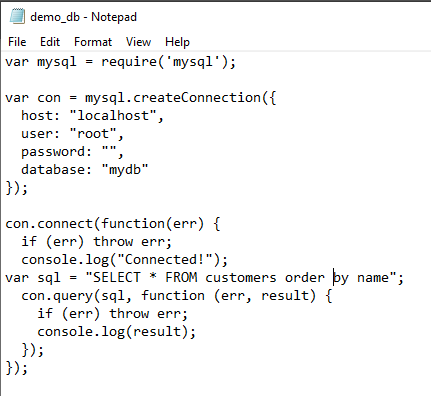 demo_db - Notepad
File Edit Format View Help
var mysql = require('mysql');
var con = mysql.createConnection({
  host: "localhost",
  user: "root",
  password: "",
  database: "mydb"
});
con.connect(function(err) {
  if (err) throw err;
  console.log("Connected!");
var sql = "SELECT * FROM customers order by name";
  con.query(sql, function (err, result) {
    if (err) throw err;
    console.log(result);
  });
});